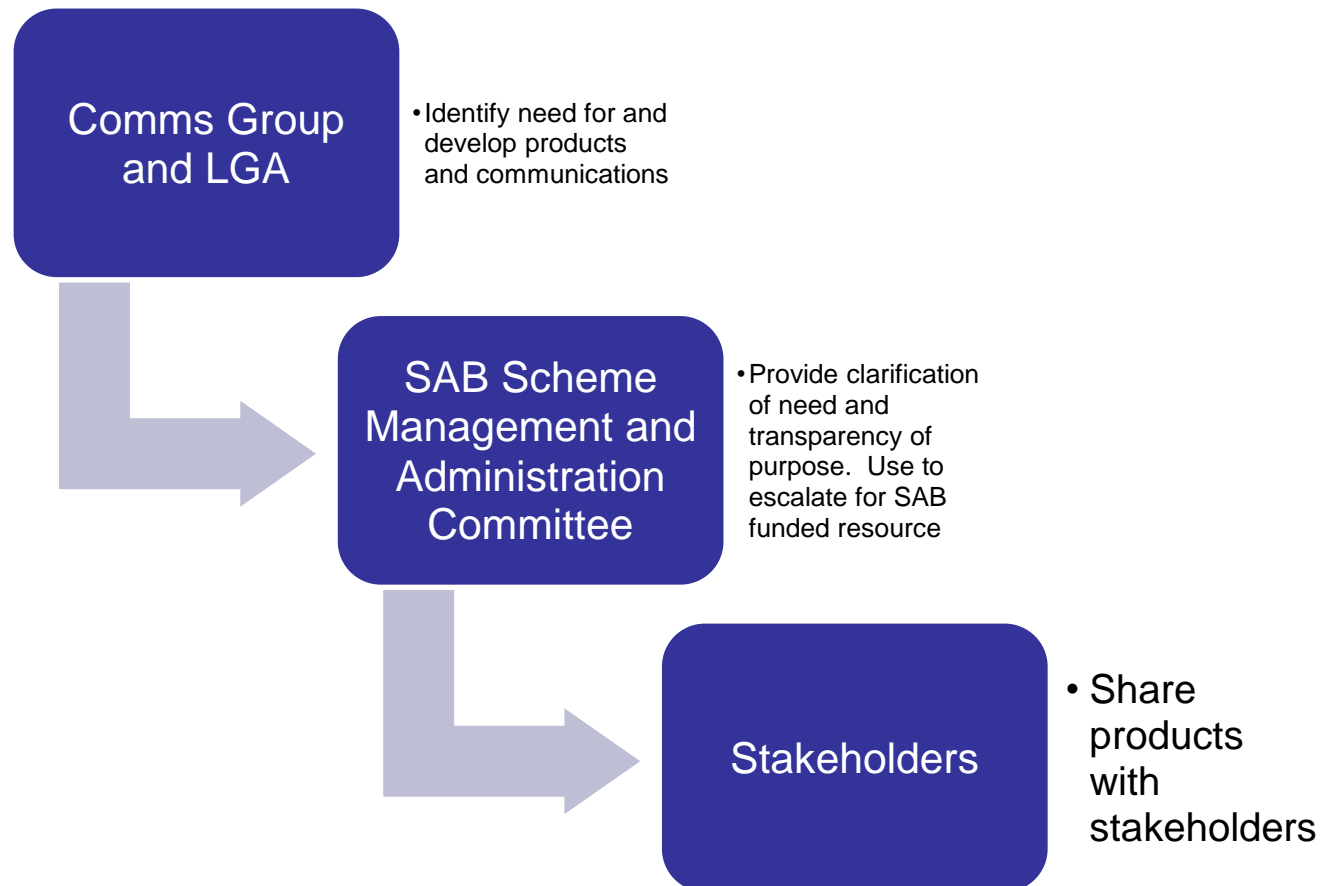 Comms Group
and LGA
•Identify need for and
develop products
and communications
SAB Scheme
Management and
Administration
Committee
•Provide clarification
of need and
transparency of
purpose.  Use to
escalate for SAB
funded resource
Stakeholders
• Share
products
with
stakeholders